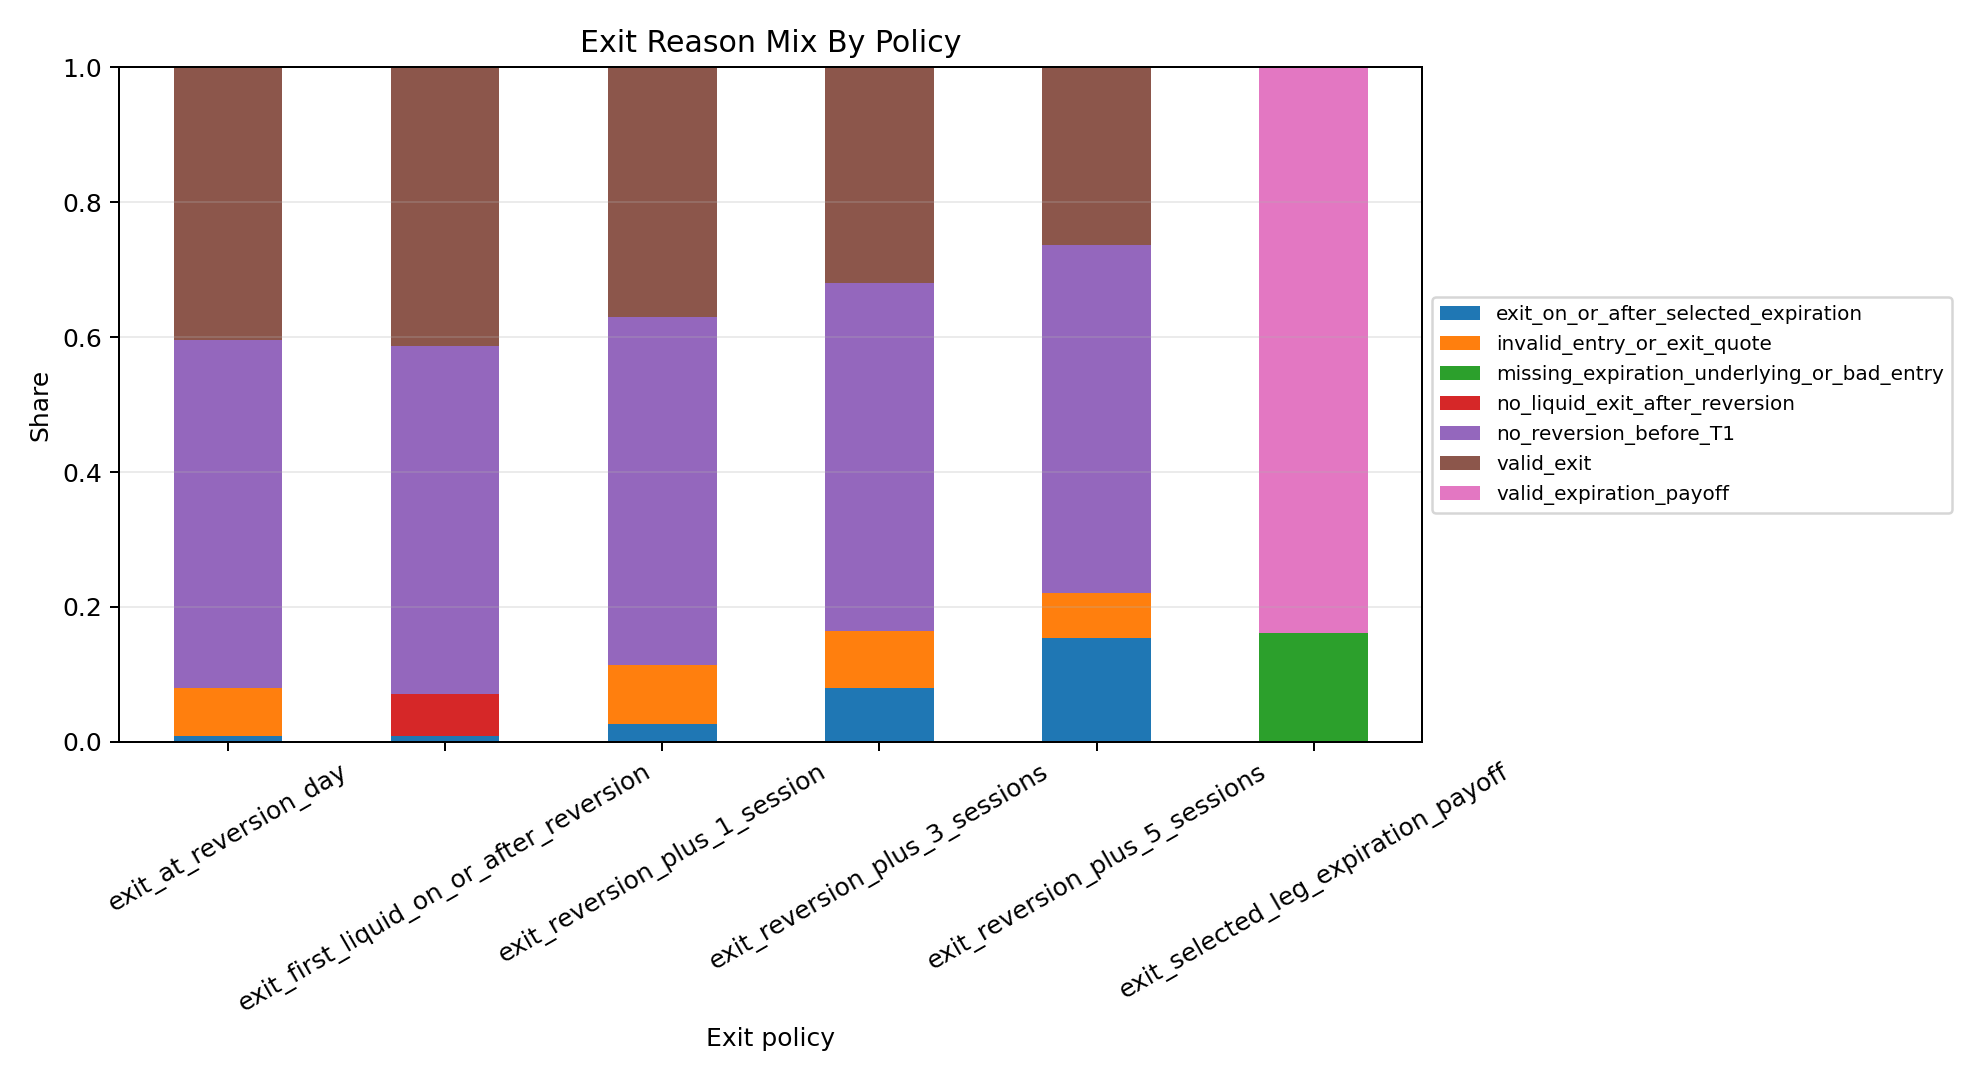 Exit Reason Mix By Policy
1.0
0.8
0.6
0.4
0.2
0.0
Share
exit_on_or_after_selected_expiration
invalid_entry_or_exit_quote
missing_expiration_underlying_or_bad_entry
no_liquid_exit_after_reversion
no_reversion_before_T1
valid_exit
valid_expiration_payoff
exit_at_reversion_day
exit_first_liquid_on_or_after_reversion
exit_reversion_plus_1_session
exit_reversion_plus_3_sessions
exit_reversion_plus_5_sessions
exit_selected_leg_expiration_payoff
Exit policy